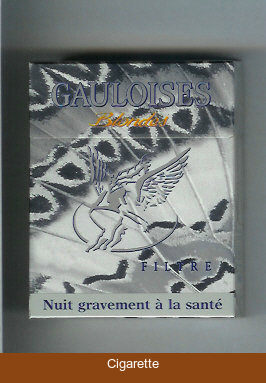 GAULOISES
Blondes
FILTRE
Nuit gravement à la santé
Cigarette